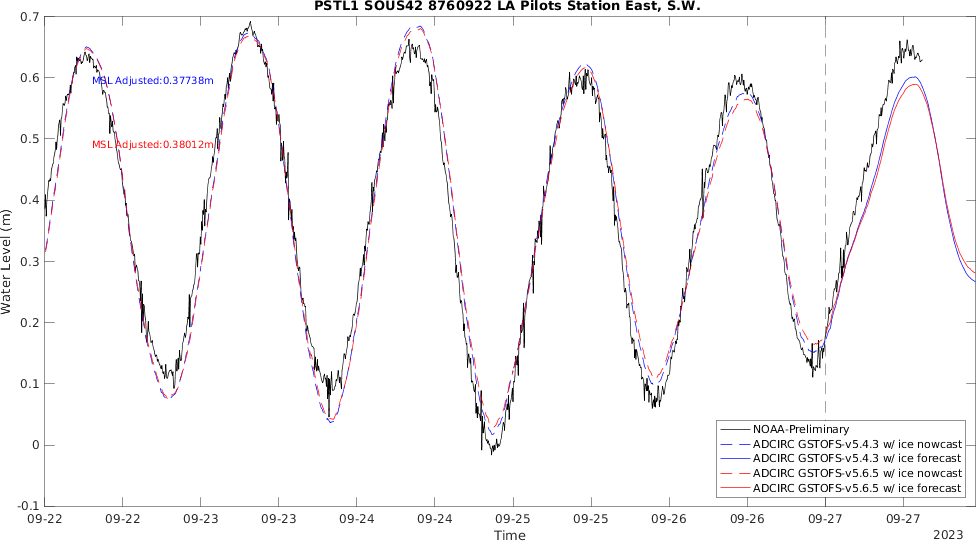 PSTL1 SOUS42 8760922 LA Pilots Station East, S.W.
0.7
0.6
0.5
0.4
0.3
0.2
0.1
0
-0.1
Water Level (m)
MSL Adjusted:0.37738m
MSL Adjusted:0.38012m
NOAA-Preliminary
ADCIRC GSTOFS-v5.4.3 w/ ice nowcast
ADCIRC GSTOFS-v5.4.3 w/ ice forecast
ADCIRC GSTOFS-v5.6.5 w/ ice nowcast
ADCIRC GSTOFS-v5.6.5 w/ ice forecast
09-22 09-22 09-23 09-23 09-24 09-24 09-25 09-25 09-26 09-26 09-27 09-27
Time
2023